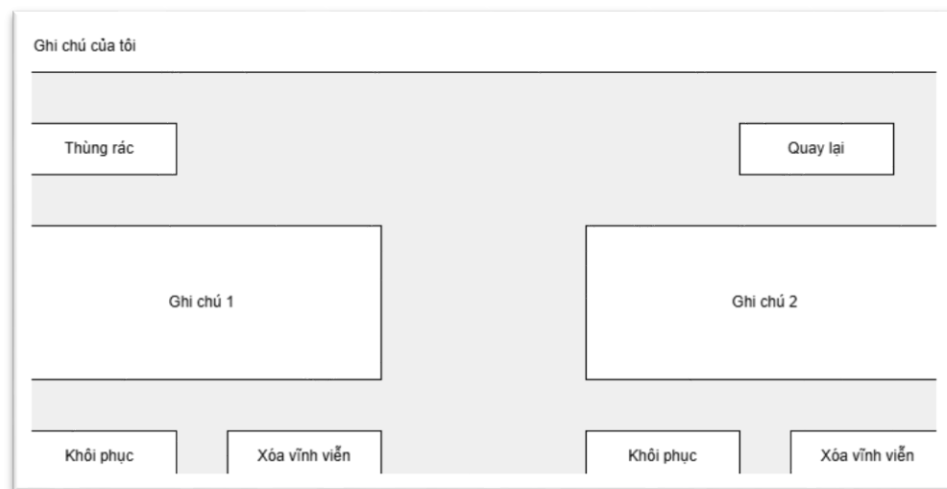 Ghi chú của tôi
Thùng rác
Quay lại
Ghi chú 1
Ghi chú 2
Khôi phục
Xóa vĩnh viễn
Khôi phục
Xóa vĩnh viễn